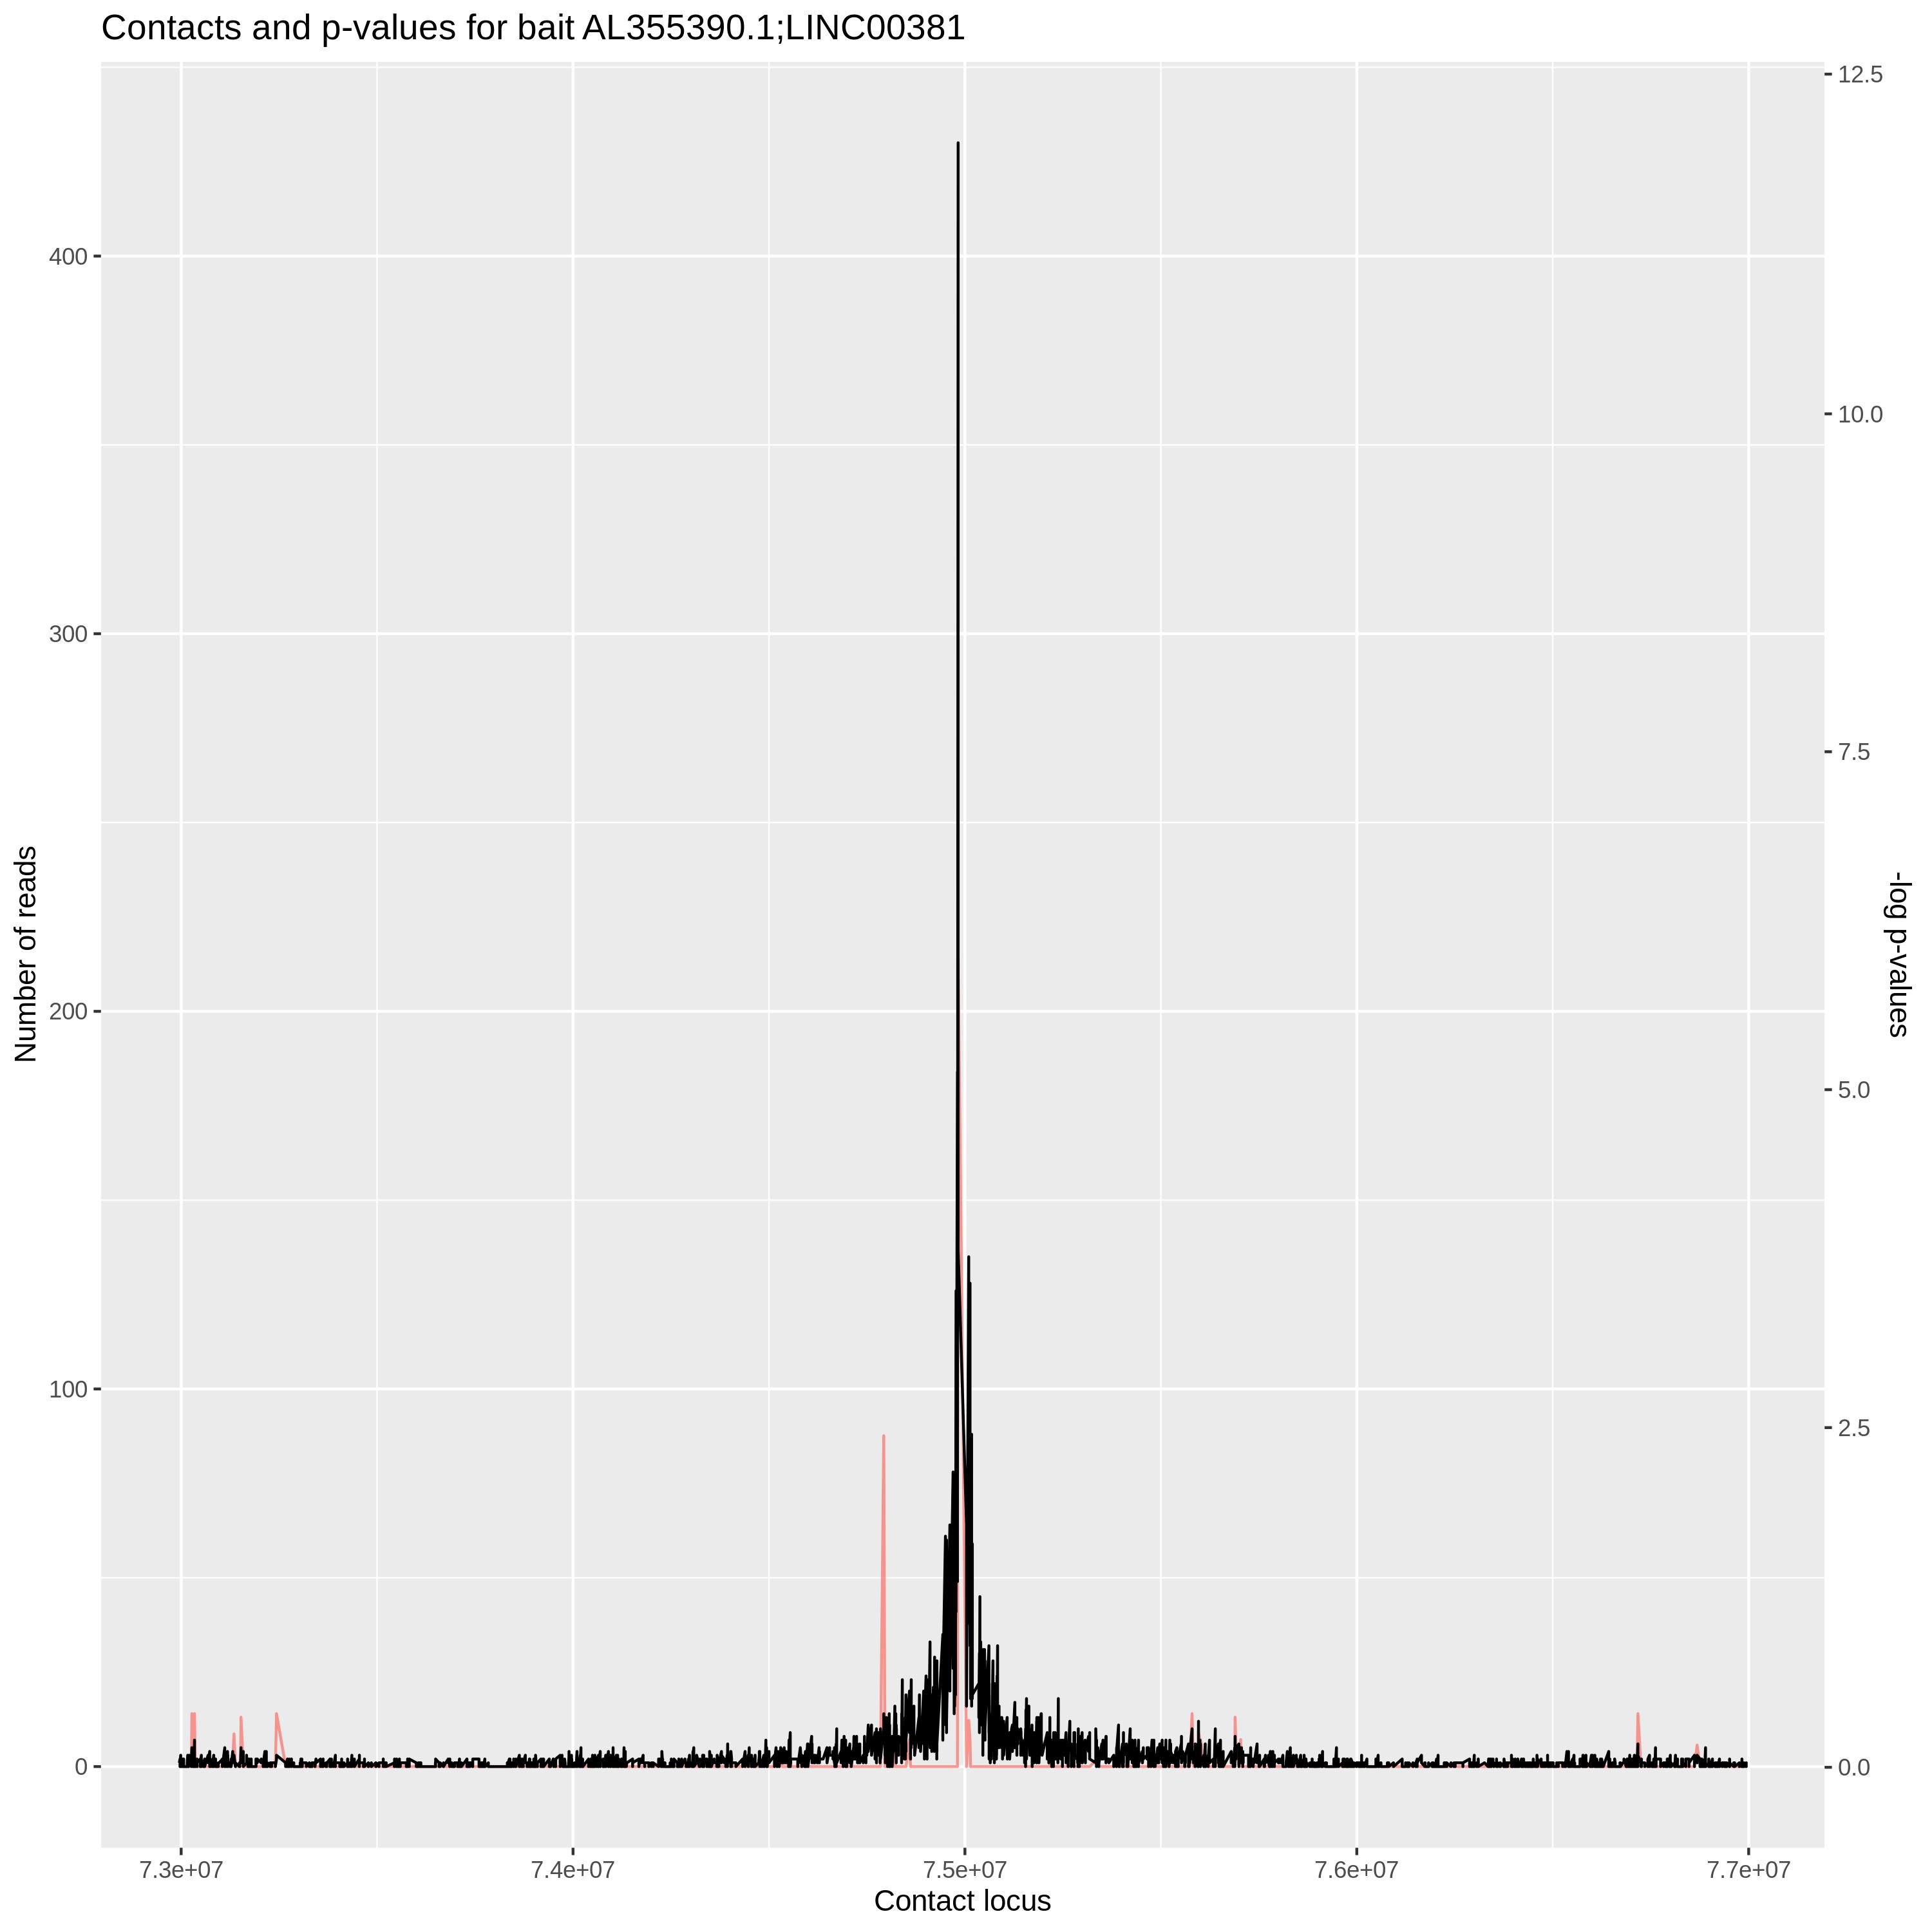 Contacts and p-values for bait AL355390.1;LINC00381
12.5
400
10.0
300
7.5
Number of reads
-log p-values
200
5.0
100
2.5
0
0.0
7.3e+07 7.4e+07 7.5e+07 7.6e+07 7.7e+07
Contact locus